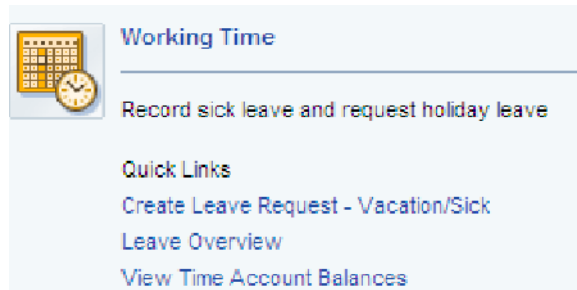 Working Time
Record sick leave and request holiday leave
Quick Links
Create Leave Request - Vacation/Sick
Leave Overview
View Time Account Balances